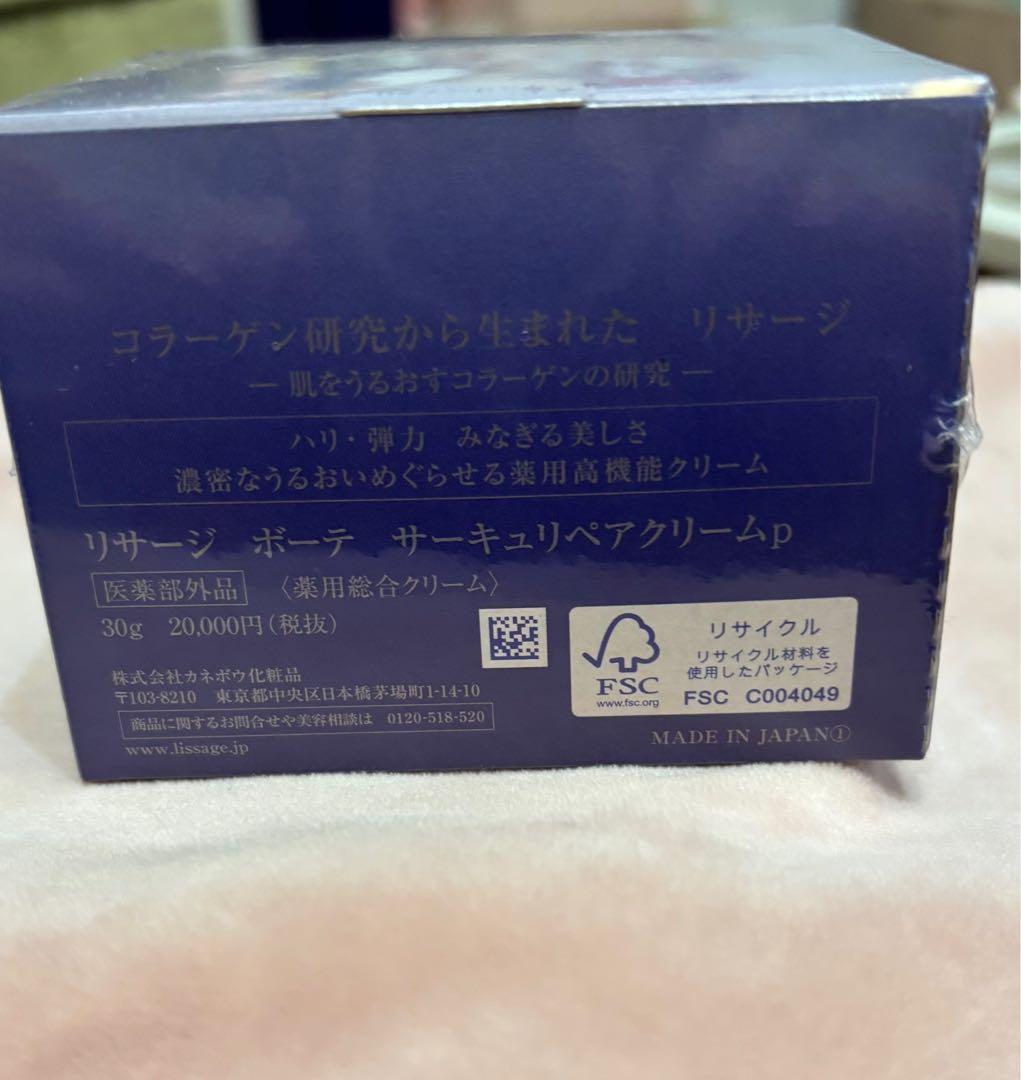 コラーゲン研究から生まれた リサージ
― 肌をうるおすコラーゲンの研究 ―
ハリ・弾力 みなぎる美しさ
濃密なうるおいめぐらせる薬用高機能クリーム
リサージ ボーテ サーキュリペアクリームp
医薬部外品 〈薬用総合クリーム〉
30g 20,000円(税抜)
株式会社カネボウ化粧品
〒103-8210 東京都中央区日本橋茅場町1-14-10
商品に関するお問合せや美容相談は 0120-518-520
www.lissage.jp
FSC
www.fsc.org
リサイクル
リサイクル材料を
使用したパッケージ
FSC C004049
MADE IN JAPAN①